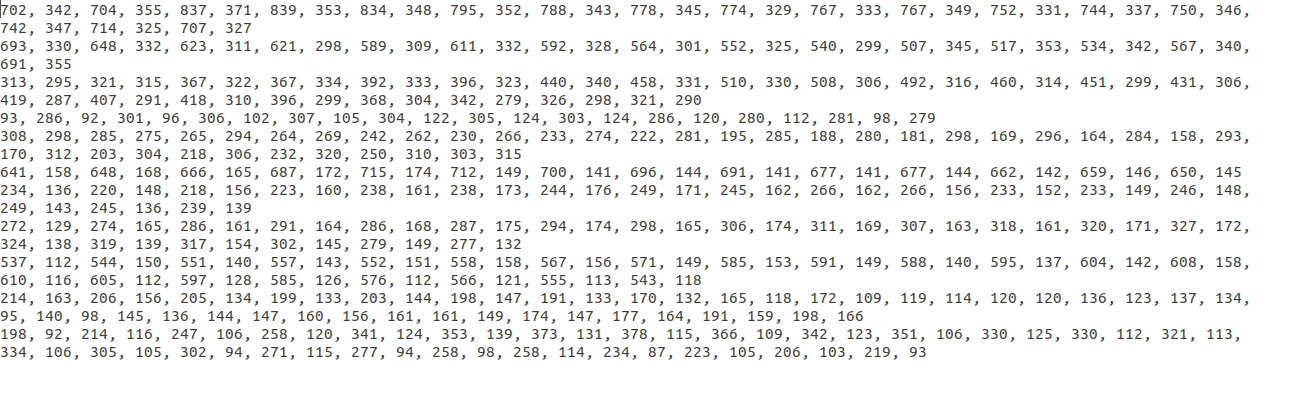 702, 342, 704, 355, 837, 371, 839, 353, 834, 348, 795, 352, 788, 343, 778, 345, 774, 329, 767, 333, 767, 349, 752, 331, 744, 337, 750, 346,
742, 347, 714, 325, 707, 327
693, 330, 648, 332, 623, 311, 621, 298, 589, 309, 611, 332, 592, 328, 564, 301, 552, 325, 540, 299, 507, 345, 517, 353, 534, 342, 567, 340,
691, 355
313, 295, 321, 315, 367, 322, 367, 334, 392, 333, 396, 323, 440, 340, 458, 331, 510, 330, 508, 306, 492, 316, 460, 314, 451, 299, 431, 306,
419, 287, 407, 291, 418, 310, 396, 299, 368, 304, 342, 279, 326, 298, 321, 290
93, 286, 92, 301, 96, 306, 102, 307, 105, 304, 122, 305, 124, 303, 124, 286, 120, 280, 112, 281, 98, 279
308, 298, 285, 275, 265, 294, 264, 269, 242, 262, 230, 266, 233, 274, 222, 281, 195, 285, 188, 280, 181, 298, 169, 296, 164, 284, 158, 293,
170, 312, 203, 304, 218, 306, 232, 320, 250, 310, 303, 315
641, 158, 648, 168, 666, 165, 687, 172, 715, 174, 712, 149, 700, 141, 696, 144, 691, 141, 677, 141, 677, 144, 662, 142, 659, 146, 650, 145
234, 136, 220, 148, 218, 156, 223, 160, 238, 161, 238, 173, 244, 176, 249, 171, 245, 162, 266, 162, 266, 156, 233, 152, 233, 149, 246, 148,
249, 143, 245, 136, 239, 139
272, 129, 274, 165, 286, 161, 291, 164, 286, 168, 287, 175, 294, 174, 298, 165, 306, 174, 311, 169, 307, 163, 318, 161, 320, 171, 327, 172,
324, 138, 319, 139, 317, 154, 302, 145, 279, 149, 277, 132
537, 112, 544, 150, 551, 140, 557, 143, 552, 151, 558, 158, 567, 156, 571, 149, 585, 153, 591, 149, 588, 140, 595, 137, 604, 142, 608, 158,
610, 116, 605, 112, 597, 128, 585, 126, 576, 112, 566, 121, 555, 113, 543, 118
214, 163, 206, 156, 205, 134, 199, 133, 203, 144, 198, 147, 191, 133, 170, 132, 165, 118, 172, 109, 119, 114, 120, 120, 136, 123, 137, 134,
95, 140, 98, 145, 136, 144, 147, 160, 156, 161, 161, 149, 174, 147, 177, 164, 191, 159, 198, 166
198, 92, 214, 116, 247, 106, 258, 120, 341, 124, 353, 139, 373, 131, 378, 115, 366, 109, 342, 123, 351, 106, 330, 125, 330, 112, 321, 113,
334, 106, 305, 105, 302, 94, 271, 115, 277, 94, 258, 98, 258, 114, 234, 87, 223, 105, 206, 103, 219, 93